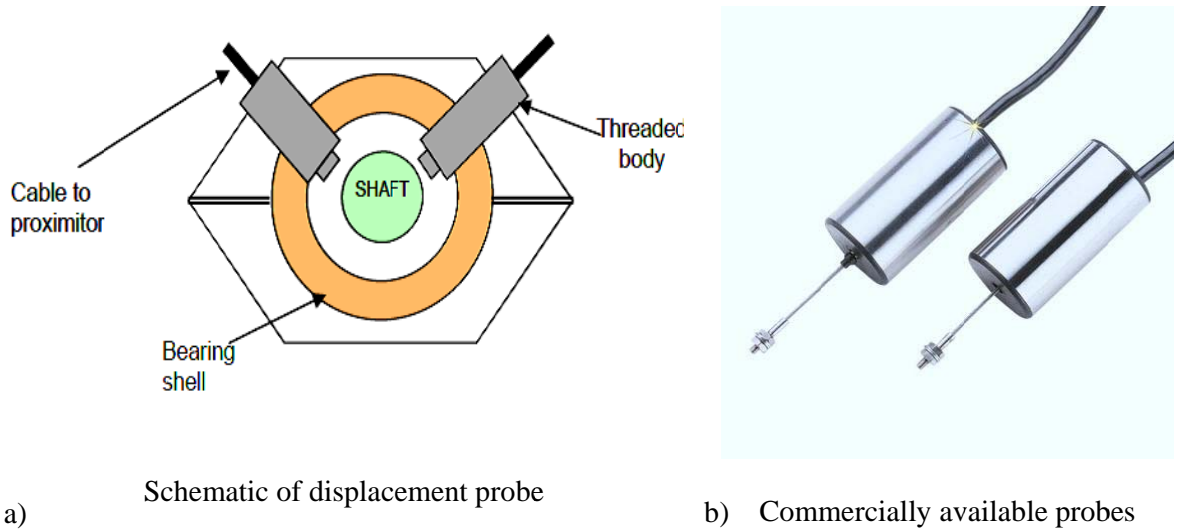 Cable to
proximitor
SHAFT
Threaded
body
Bearing
shell
Schematic of displacement probe
a)
b) Commercially available probes